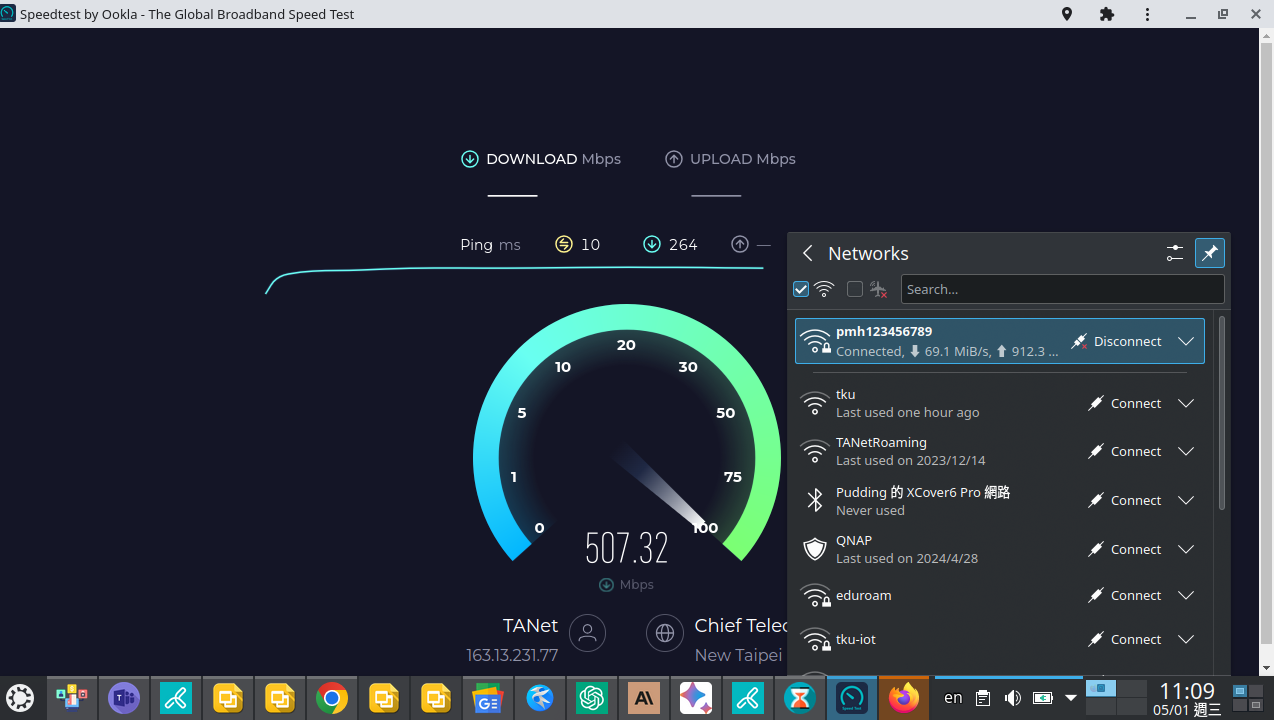 Speedtest by Ookla - The Global Broadband Speed Test
DOWNLOAD Mbps
UPLOAD Mbps
Ping ms
10
264
—
20
10
30
5
50
1
75
0
100
507.32
Mbps
TANet
163.13.231.77
Chief Telec
New Taipei
Networks
Search...
pmh123456789
Connected, ⬇ 69.1 MiB/s, ⬆ 912.3 ...
Disconnect
tku
Last used one hour ago
Connect
TANetRoaming
Last used on 2023/12/14
Connect
Pudding 的 XCover6 Pro 網路
Never used
Connect
QNAP
Last used on 2024/4/28
Connect
eduroam
Connect
tku-iot
Connect
GE
AI
Speed Test
en
11:09
05/01 週三